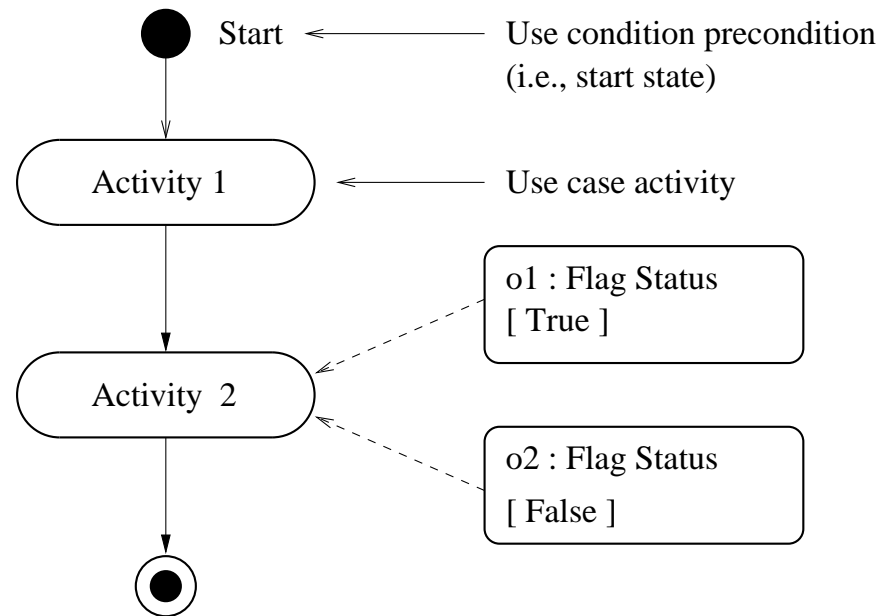 Start
Use condition precondition
(i.e., start state)
Activity 1
Use case activity
o1 : Flag Status
[ True ]
Activity 2
o2 : Flag Status
[ False ]